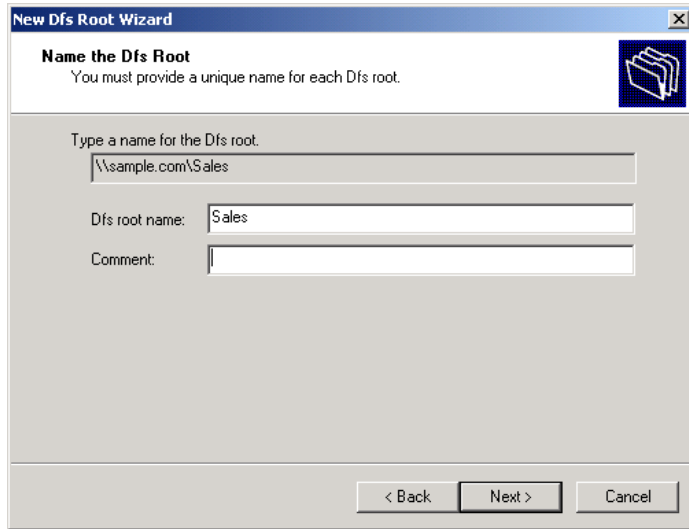 New Dfs Root Wizard
Name the Dfs Root
You must provide a unique name for each Dfs root.
Type a name for the Dfs root.
\\sample.com\Sales
Dfs root name: Sales
Comment:
< Back Next > Cancel